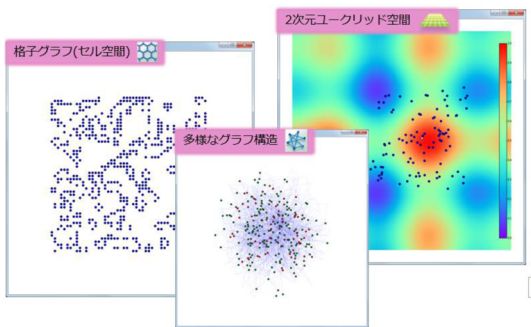 格子グラフ(セル空間)
2次元ユークリッド空間
多様なグラフ構造